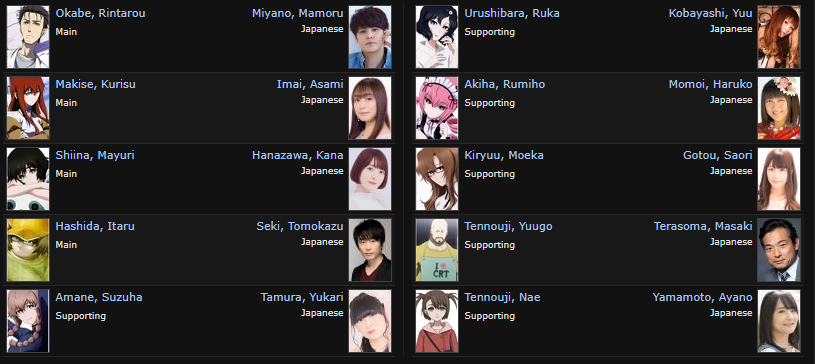 Okabe, Rintarou
Main
Miyano, Mamoru
Japanese
Makise, Kurisu
Main
Imai, Asami
Japanese
Shiina, Mayuri
Main
Hanazawa, Kana
Japanese
Hashida, Itaru
Main
Seki, Tomokazu
Japanese
Amane, Suzuha
Supporting
Tamura, Yukari
Japanese
Urushibara, Ruka
Supporting
Kobayashi, Yuu
Japanese
Akiha, Rumiho
Supporting
Momoi, Haruko
Japanese
Kiryuu, Moeka
Supporting
Gotou, Saori
Japanese
Tennouji, Yuugo
Supporting
Terasoma, Masaki
Japanese
I ♥
CRT
Tennouji, Nae
Supporting
Yamamoto, Ayano
Japanese